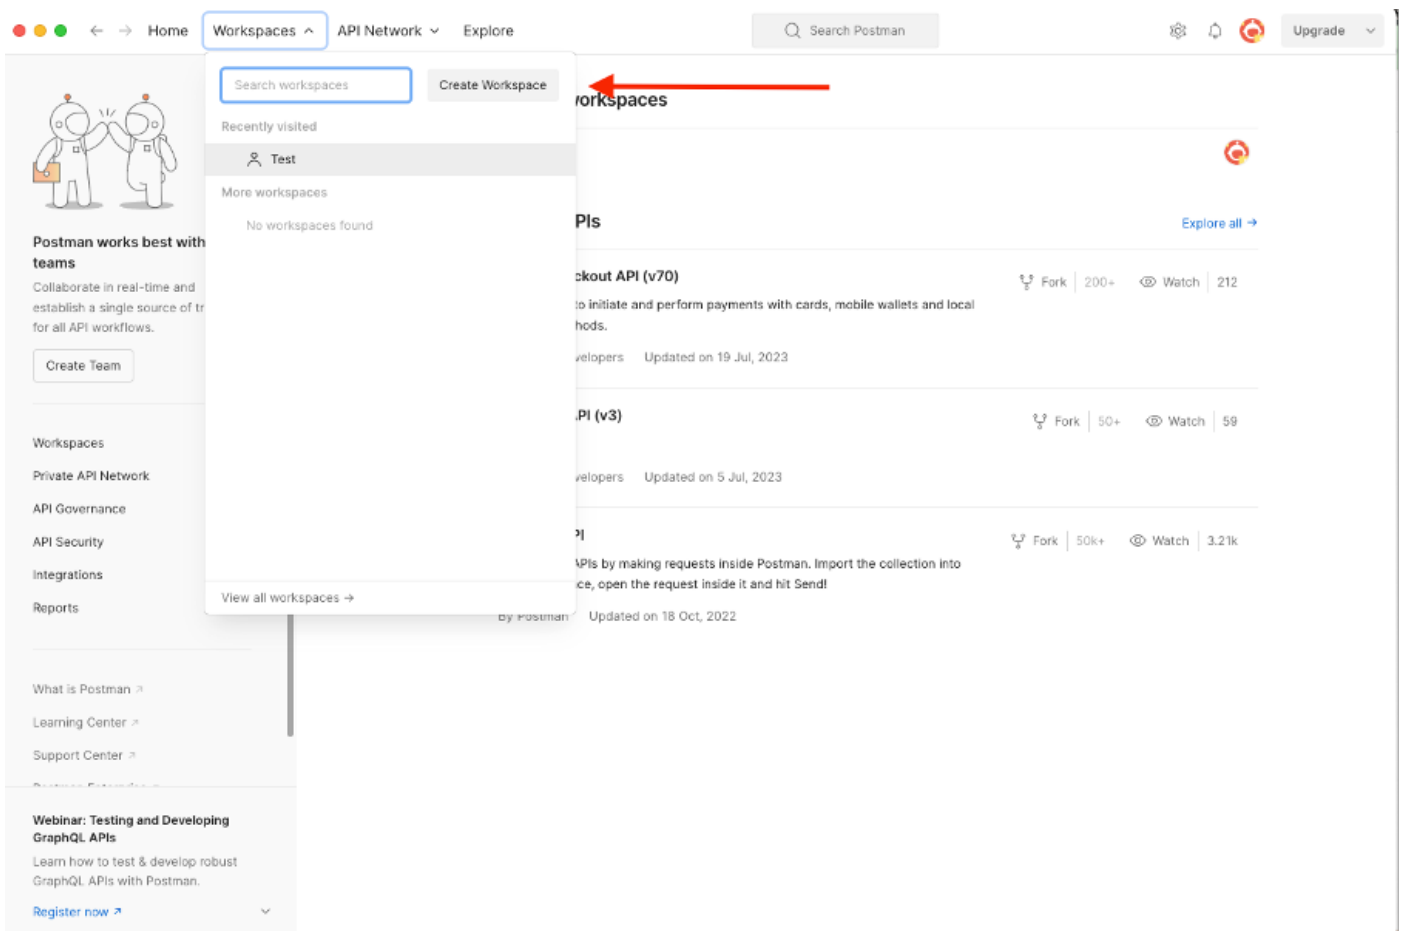 Home
Workspaces
API Network
Explore
Search Postman
Upgrade
Search workspaces
Create Workspace
Recently visited
Test
More workspaces
No workspaces found
View all workspaces →
Postman works best with
teams
Collaborate in real-time and
establish a single source of tr
for all API workflows.
Create Team
Workspaces
Private API Network
API Governance
API Security
Integrations
Reports
What is Postman ↗
Learning Center ↗
Support Center ↗
Webinar: Testing and Developing
GraphQL APIs
Learn how to test & develop robust
GraphQL APIs with Postman.
Register now ↗
orkspaces
PIs
Explore all →
ckout API (v70)
Fork 200+ Watch 212
to initiate and perform payments with cards, mobile wallets and local
hods.
velopers Updated on 19 Jul, 2023
PI (v3)
Fork 50+ Watch 59
velopers Updated on 5 Jul, 2023
PI
Fork 50k+ Watch 3.21k
APIs by making requests inside Postman. Import the collection into
ce, open the request inside it and hit Send!
By Postman Updated on 18 Oct, 2022